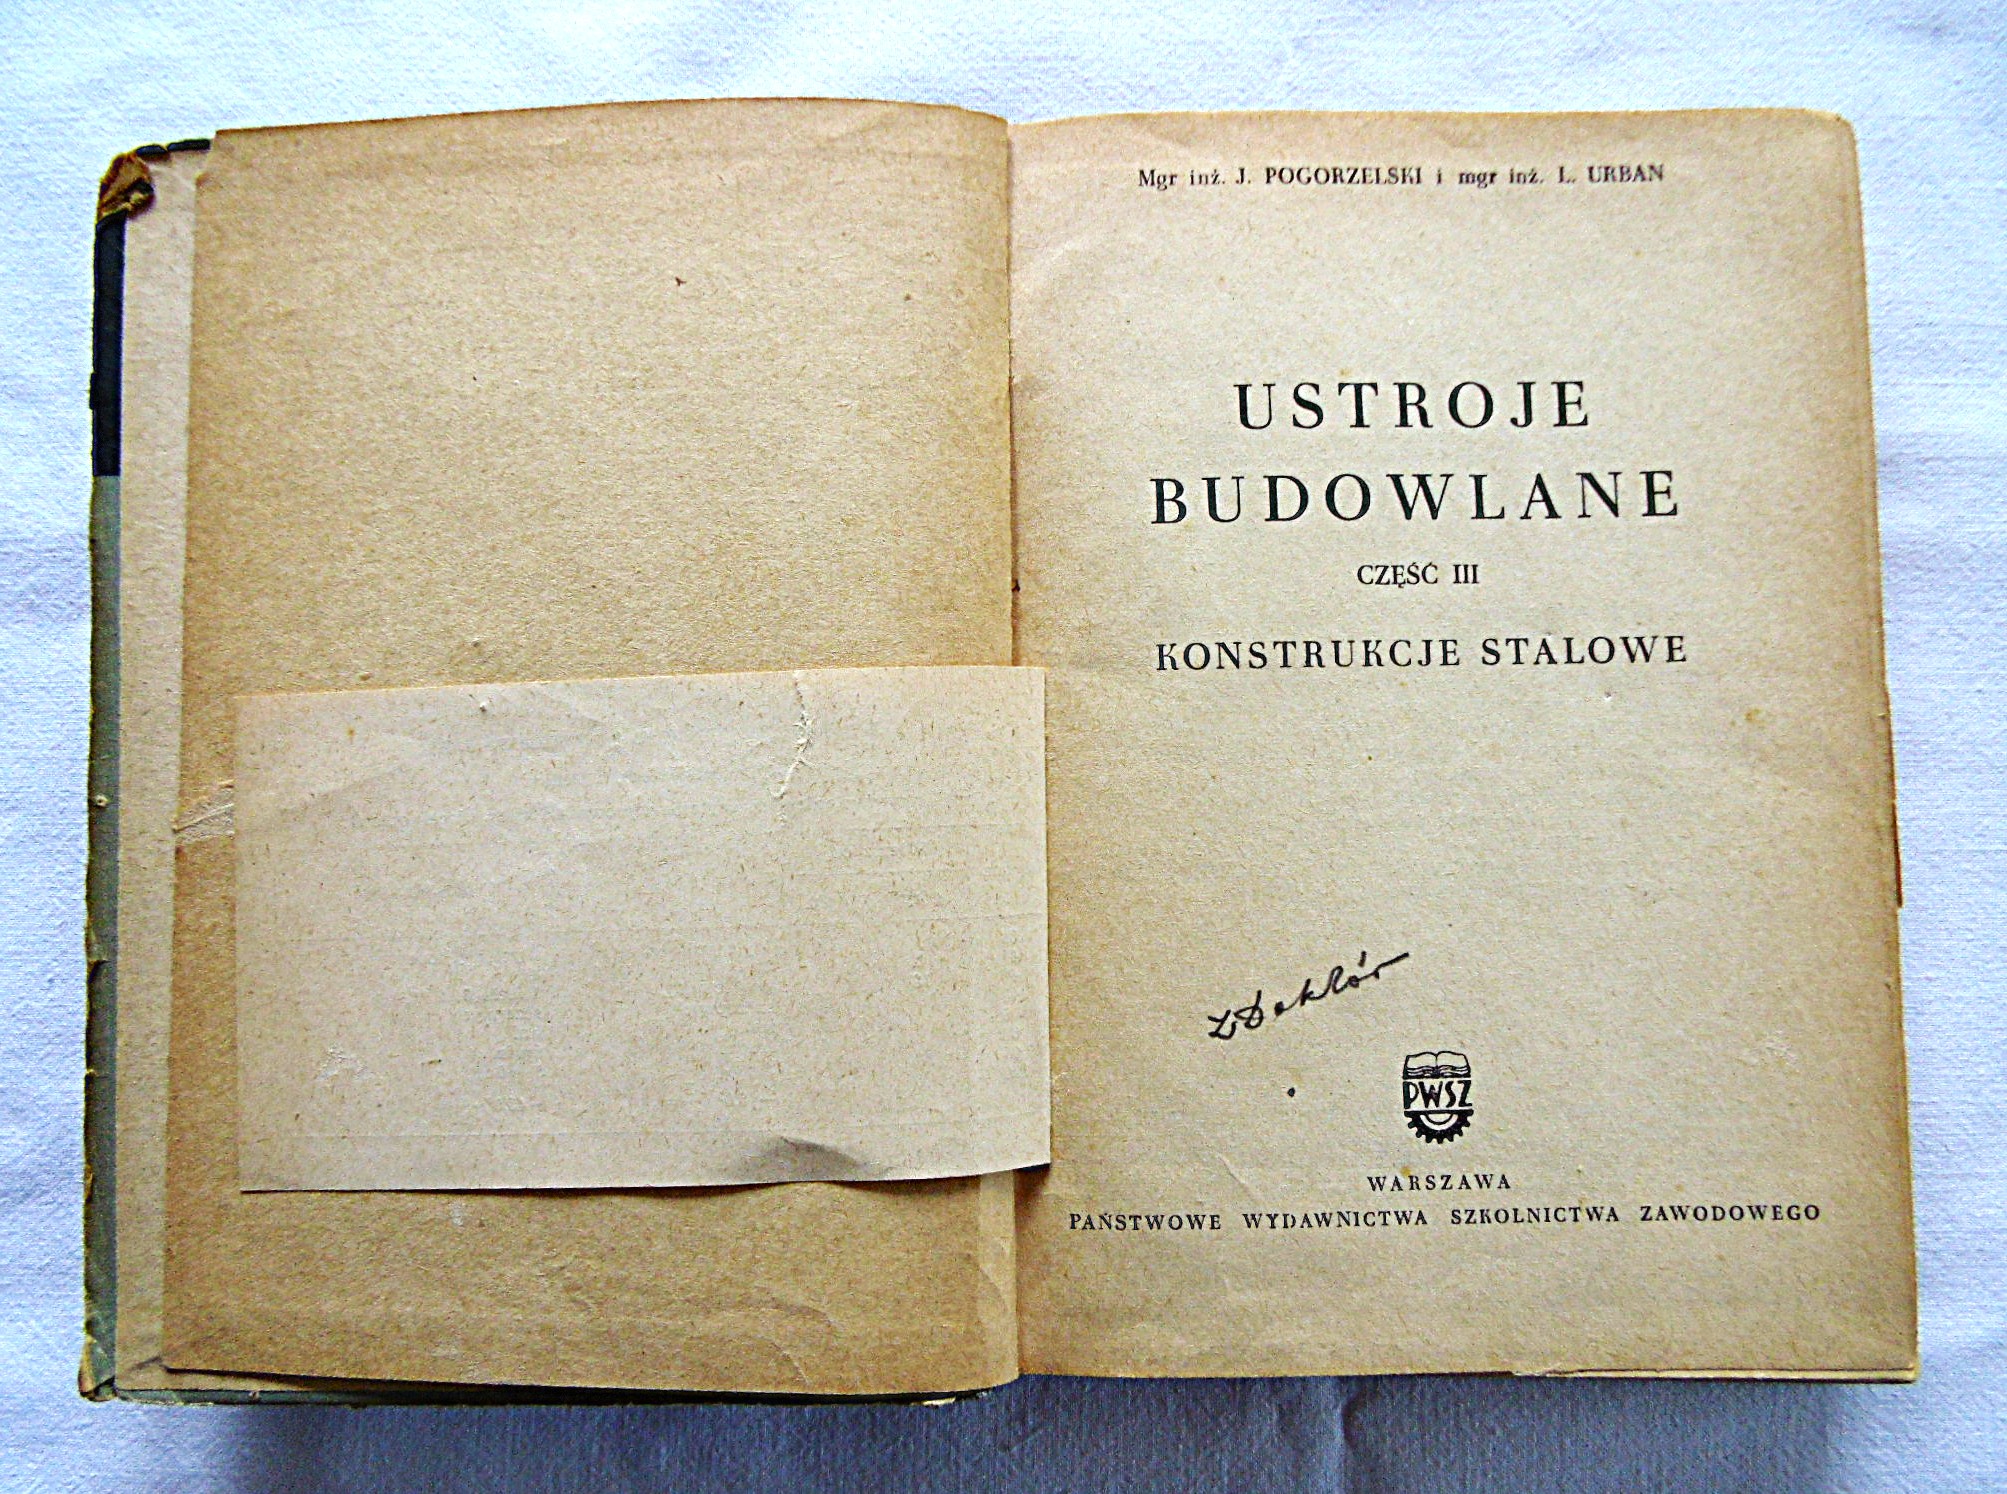 Mgr inż. J. POGORZELSKI i mgr inż. L. URBAN
USTROJE
BUDOWLANE
CZĘŚĆ III
KONSTRUKCJE STALOWE
PWSZ
WARSZAWA
PAŃSTWOWE WYDAWNICTWA SZKOLNICTWA ZAWODOWEGO